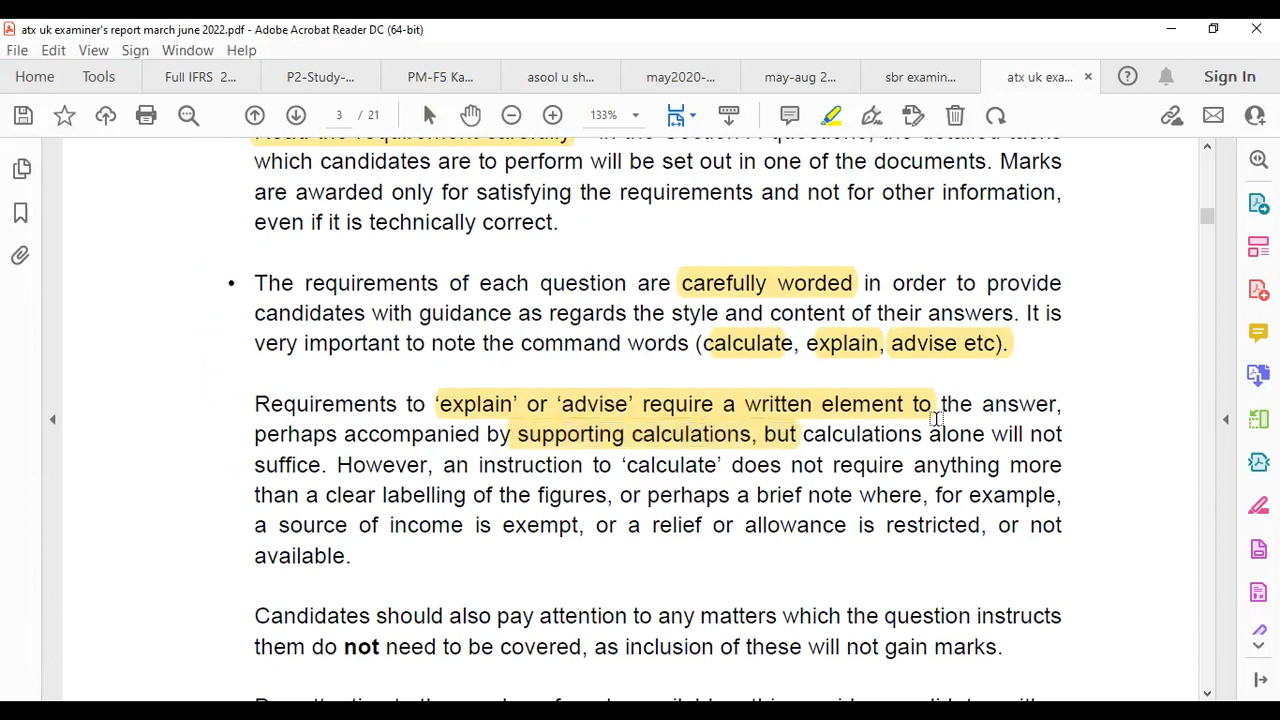 atx uk examiner's report march june 2022.pdf - Adobe Acrobat Reader DC (64-bit)
File Edit View Sign Window Help
Home Tools Full IFRS 2... P2-Study-... PM-F5 Ka... asool u sh... may2020-... may-aug 2... sbr examin... atx uk exa... Sign In
3 / 21 133%
which candidates are to perform will be set out in one of the documents. Marks
are awarded only for satisfying the requirements and not for other information,
even if it is technically correct.
• The requirements of each question are carefully worded in order to provide
candidates with guidance as regards the style and content of their answers. It is
very important to note the command words (calculate, explain, advise etc).
Requirements to ‘explain’ or ‘advise’ require a written element to the answer,
perhaps accompanied by supporting calculations, but calculations alone will not
suffice. However, an instruction to ‘calculate’ does not require anything more
than a clear labelling of the figures, or perhaps a brief note where, for example,
a source of income is exempt, or a relief or allowance is restricted, or not
available.
Candidates should also pay attention to any matters which the question instructs
them do not need to be covered, as inclusion of these will not gain marks.